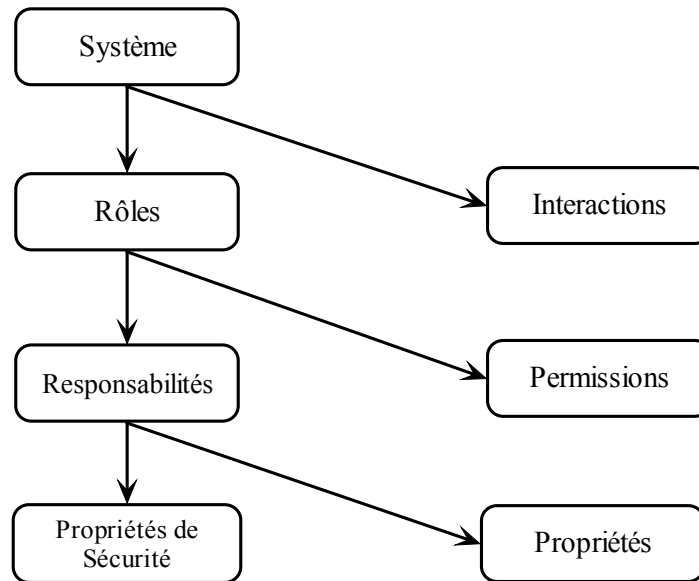 Système
Rôles
Interactions
Responsabilités
Permissions
Propriétés de
Sécurité
Propriétés